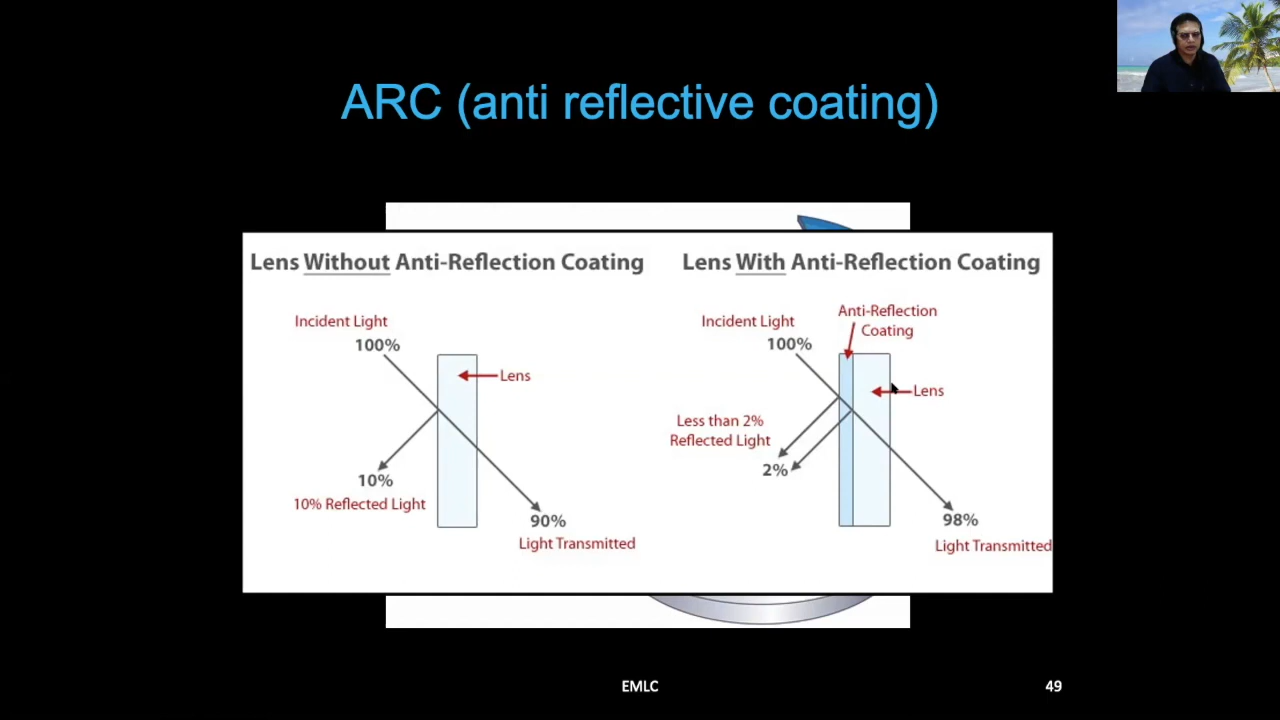 ARC (anti reflective coating)
Lens Without Anti-Reflection Coating
Incident Light
100%
Lens
10%
10% Reflected Light
90%
Light Transmitted
Lens With Anti-Reflection Coating
Anti-Reflection
Coating
Incident Light
100%
Lens
Less than 2%
Reflected Light
2%
98%
Light Transmitted
EMLC
49